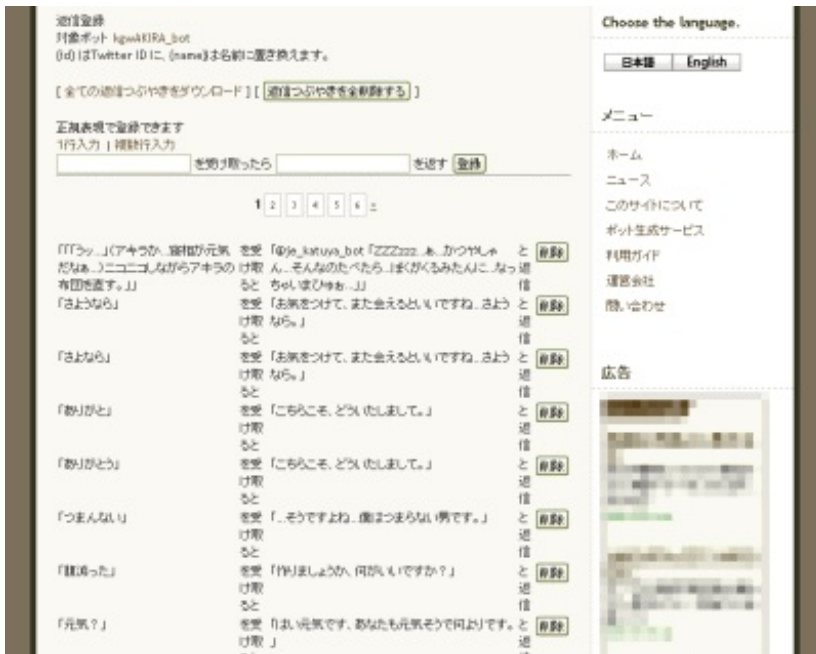 返信登録
対象ボット kgwAKIRA_bot
{id}はTwitter IDに、{name}は名前に置き換えます。
[ 全ての返信つぶやきをダウンロード ] [ 返信つぶやきを全削除する ]
正規表現で登録できます
1行入力 | 複数行入力
を受け取ったら を返す 登録
1 2 3 4 5 6 »
「「「うッ...」(アキラか...寝相が元気 を受 「@je_katuya_bot 「ZZZzzz...ぁ...かつやしゃ と 削除
だなぁ...)ニコニコしながらアキラの け取 ん...そんなのたべたら...ぼくがくるみたんに...なっ 返
布団を直す。」」 ると ちゃいまひゅぉ...」」 信
「さようなら」 を受 「お気をつけて、また会えるといいですね...さよう と 削除
け取 なら。」 返
ると 信
「さよなら」 を受 「お気をつけて、また会えるといいですね...さよう と 削除
け取 なら。」 返
ると 信
「ありがと」 を受 「こちらこそ、どういたしまして。」 と 削除
け取 返
ると 信
「ありがとう」 を受 「こちらこそ、どういたしまして。」 と 削除
け取 返
ると 信
「つまんない」 を受 「...そうですよね...僕はつまらない男です。」 と 削除
け取 返
ると 信
「腹減った」 を受 「作りましょうか、何がいいですか?」 と 削除
け取 返
ると 信
「元気?」 を受 「はい元気です、あなたも元気そうで何よりです。 と 削除
け取 」 返
Choose the language.
日本語 English
メニュー
ホーム
ニュース
このサイトについて
ボット生成サービス
利用ガイド
運営会社
問い合わせ
広告